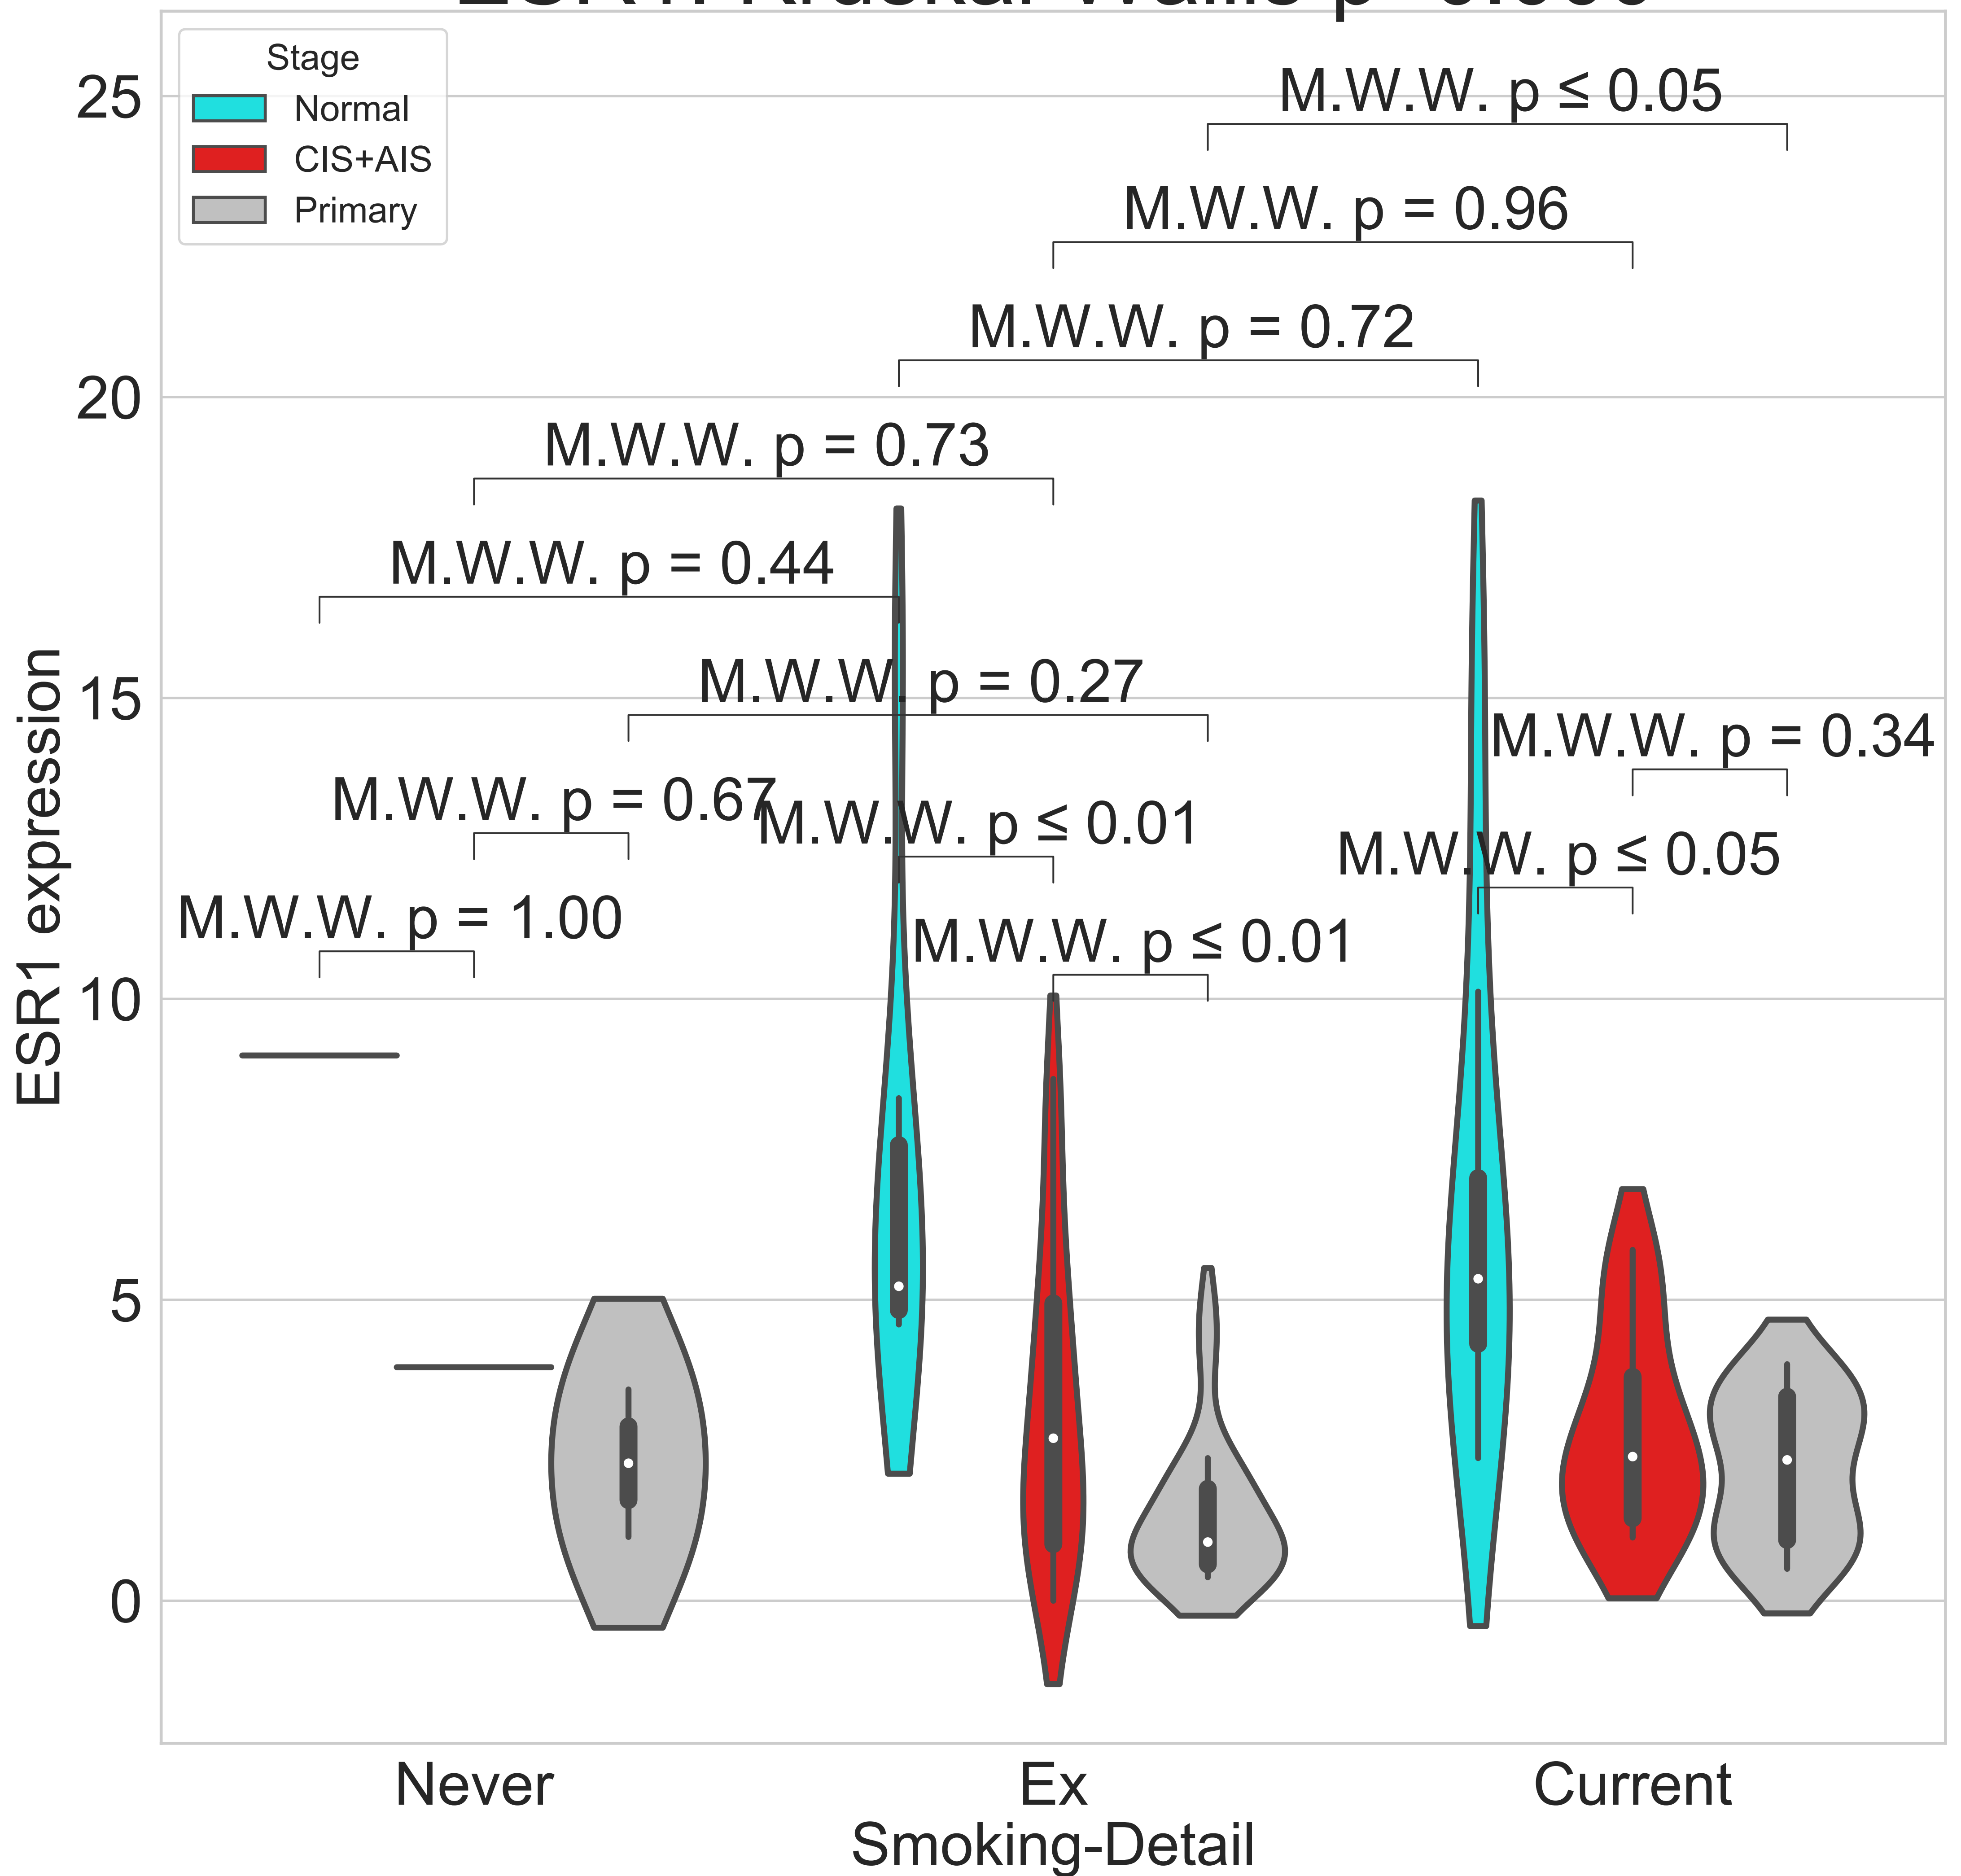 Stage
Normal
CIS+AIS
Primary
25
20
15
10
5
0
ESR1 expression
M.W.W. p ≤ 0.05
M.W.W. p = 0.96
M.W.W. p = 0.72
M.W.W. p = 0.73
M.W.W. p = 0.44
M.W.W. p = 0.27
M.W.W. p = 0.34
M.W.W. p = 0.67
M.W.W. p ≤ 0.01
M.W.W. p ≤ 0.05
M.W.W. p = 1.00
M.W.W. p ≤ 0.01
Never
Ex
Current
Smoking-Detail